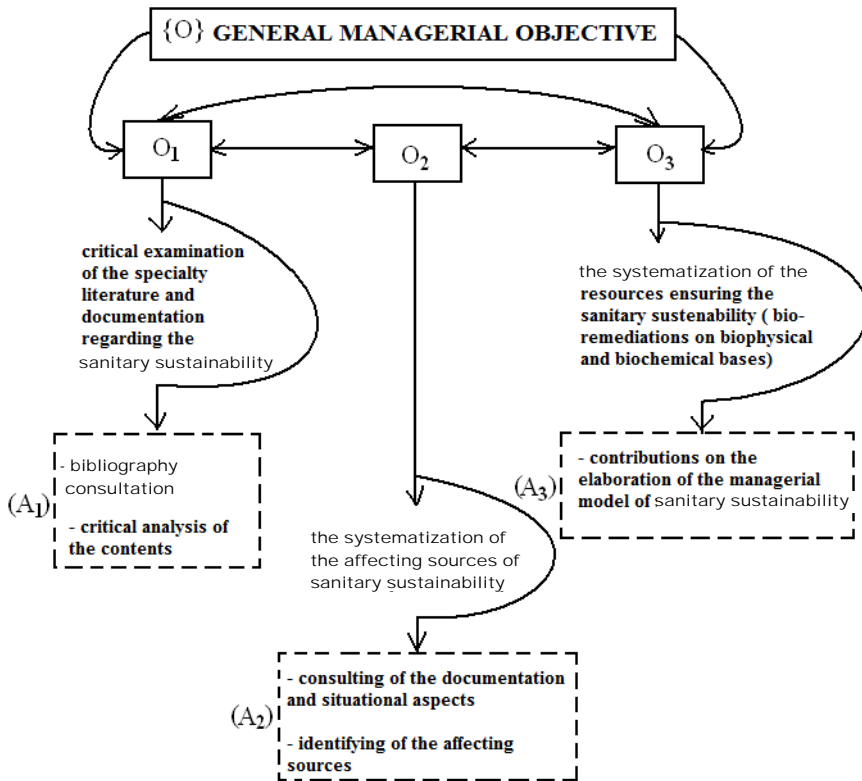 {O} GENERAL MANAGERIAL OBJECTIVE
O1
O2
O3
critical examination
of the specialty
literature and
documentation
regarding the
sanitary sustainability
the systematization of the
resources ensuring the
sanitary sustenability ( bio-
remediations on biophysical
and biochemical bases)
(A1)
- bibliography
consultation
- critical analysis of
the contents
(A3)
- contributions on the
elaboration of the managerial
model of sanitary sustainability
the systematization of
the affecting sources of
sanitary sustainability
(A2)
- consulting of the documentation
and situational aspects
- identifying of the affecting
sources